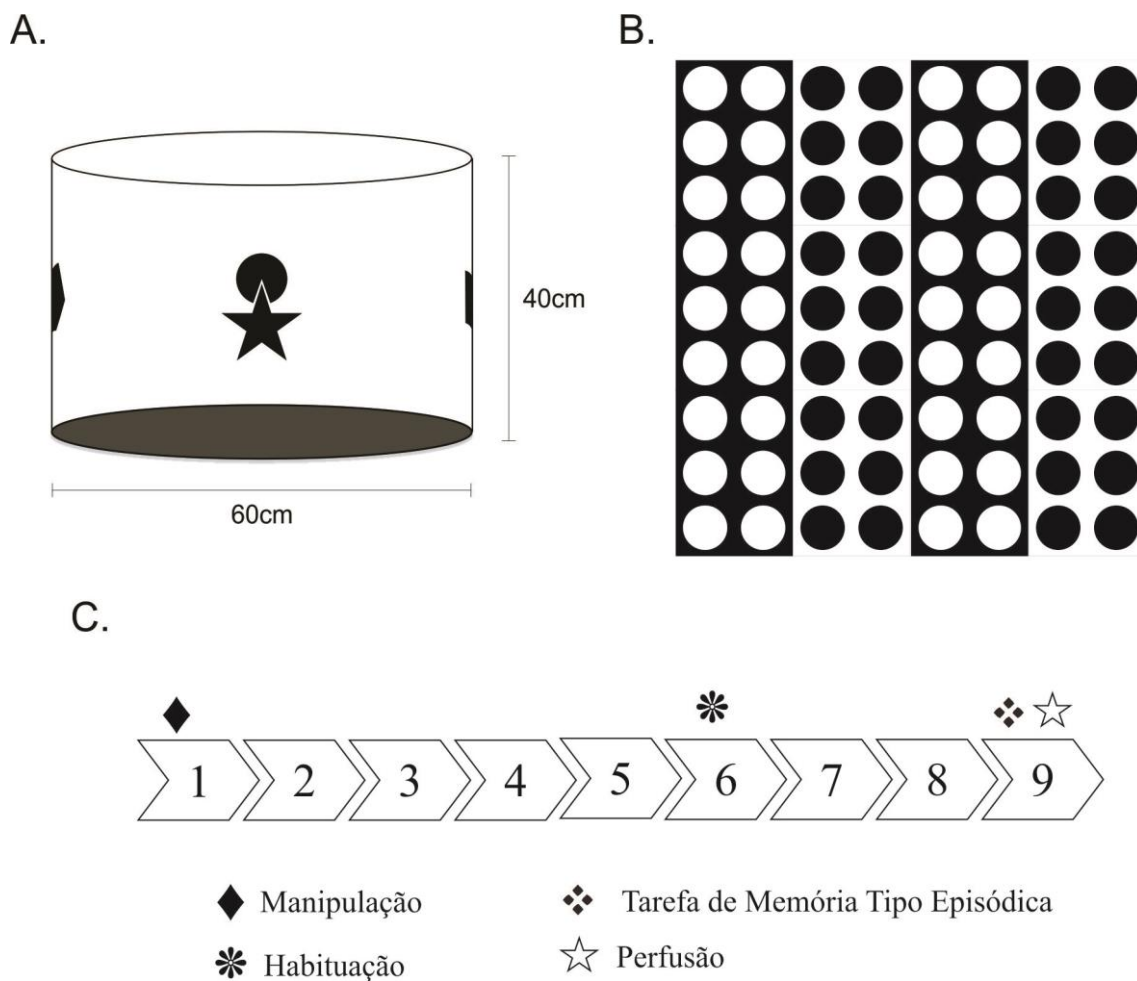 A.
B.
40cm
60cm
C.
1 2 3 4 5 6 7 8 9
Manipulação
Tarefa de Memória Tipo Episódica
Habituação
Perfusão